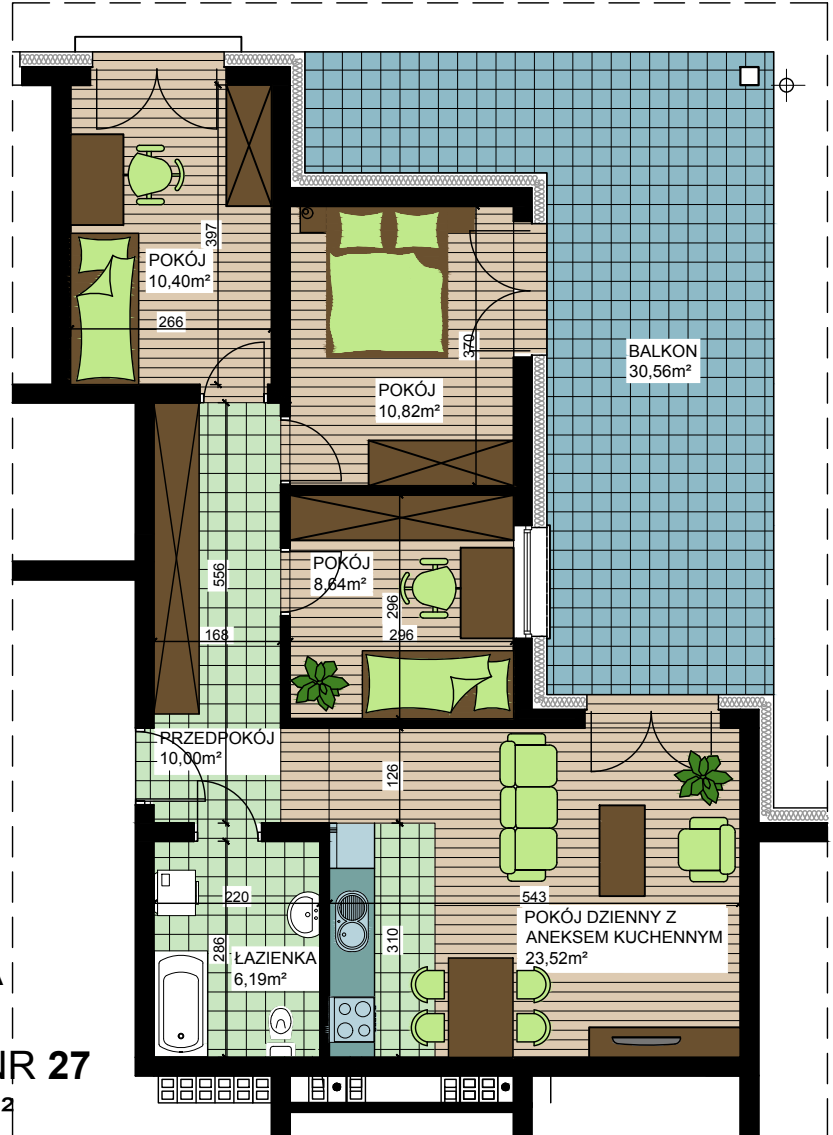 397
POKÓJ
10,40m²
266
370
BALKON
30,56m²
POKÓJ
10,82m²
556
POKÓJ
8,64m²
296
168
296
PRZEDPOKÓJ
10,00m²
126
220
543
POKÓJ DZIENNY Z
ANEKSEM KUCHENNYM
23,52m²
310
286
ŁAZIENKA
6,19m²
A
NR 27
2